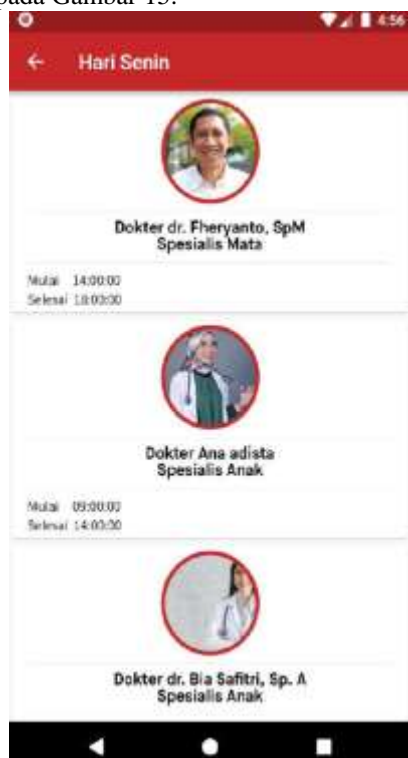 pada Gambar 15.
4:56
Hari Senin
Dokter dr. Fheryanto, SpM
Spesialis Mata
Mulai 14:00:00
Selesai 18:00:00
Dokter Ana adista
Spesialis Anak
Mulai 09:00:00
Selesai 14:00:00
Dokter dr. Bia Safitri, Sp. A
Spesialis Anak